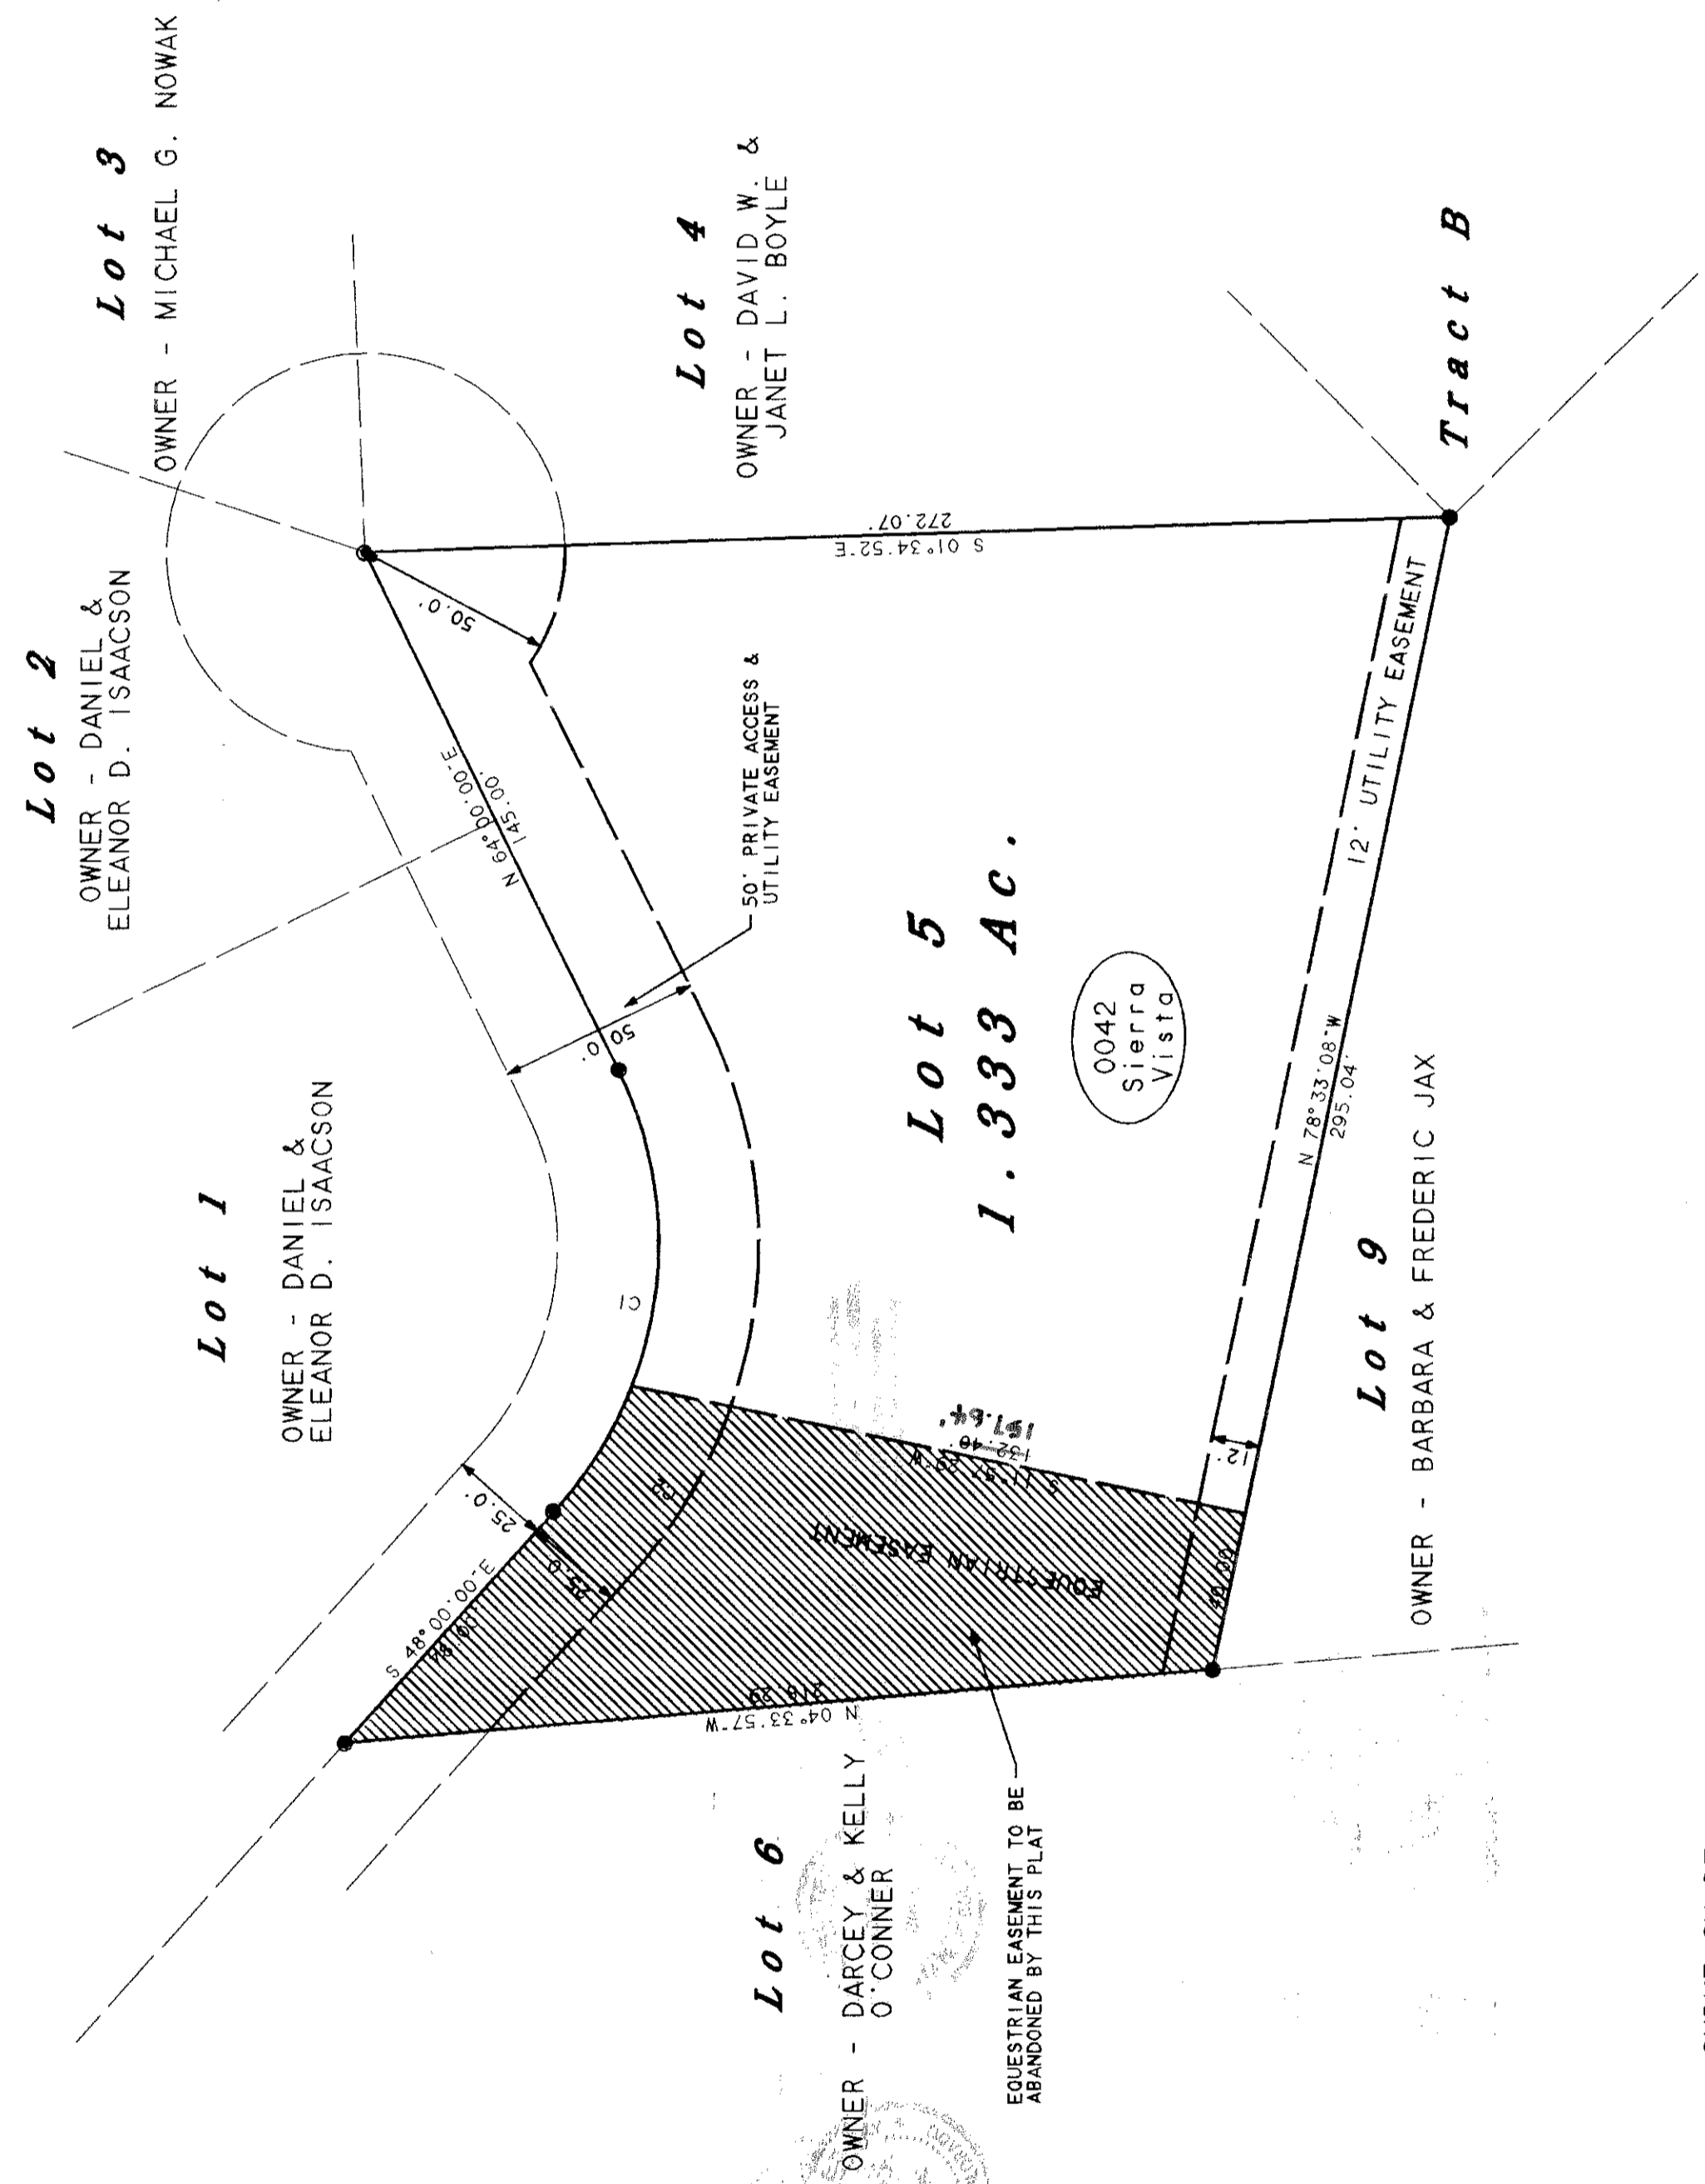 Lot 2
OWNER - DANIEL &
ELEANOR D. ISAACSON
Lot 3
OWNER - MICHAEL G. NOWAK
Lot 1
OWNER - DANIEL &
ELEANOR D. ISAACSON
Lot 4
OWNER - DAVID W. &
JANET L. BOYLE
N 64°00'00"E
145.00'
50.0'
50.0'
50' PRIVATE ACCESS &
UTILITY EASEMENT
S 01°34'52"E
272.07'
C1
25.0'
25.0'
S 48°00'00"E
Lot 5
1.333 Ac.
0042
Sierra
Vista
132.40'
EQUESTRIAN EASEMENT
N 04°33'57"W
12'
12' UTILITY EASEMENT
N 78°33'08"W
295.04'
Tract B
Lot 9
OWNER - BARBARA & FREDERIC JAX
Lot 6
OWNER - DARCEY & KELLY
O'CONNER
EQUESTRIAN EASEMENT TO BE
ABANDONED BY THIS PLAT